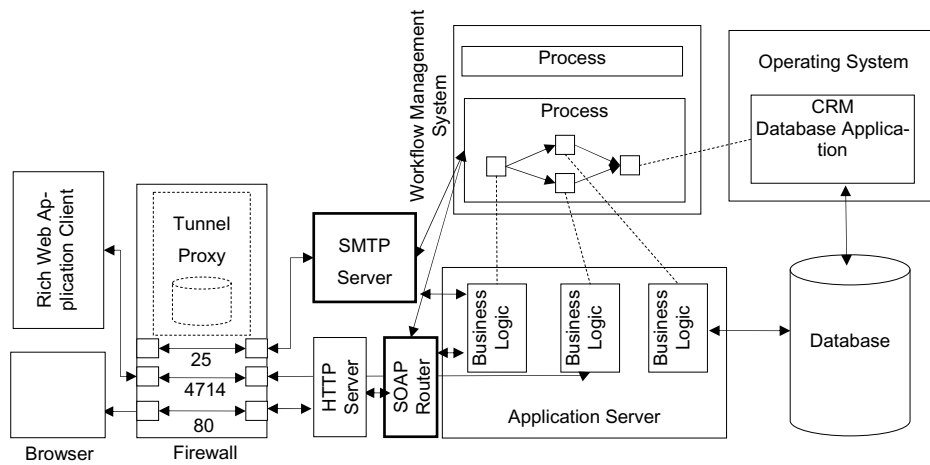 Workflow Management
System
Process
Process
Operating System
CRM
Database Applica-
tion
Rich Web Ap-
plication Client
Tunnel
Proxy
SMTP
Server
25
4714
80
HTTP
Server
SOAP
Router
Business
Logic
Business
Logic
Business
Logic
Application Server
Database
Browser
Firewall